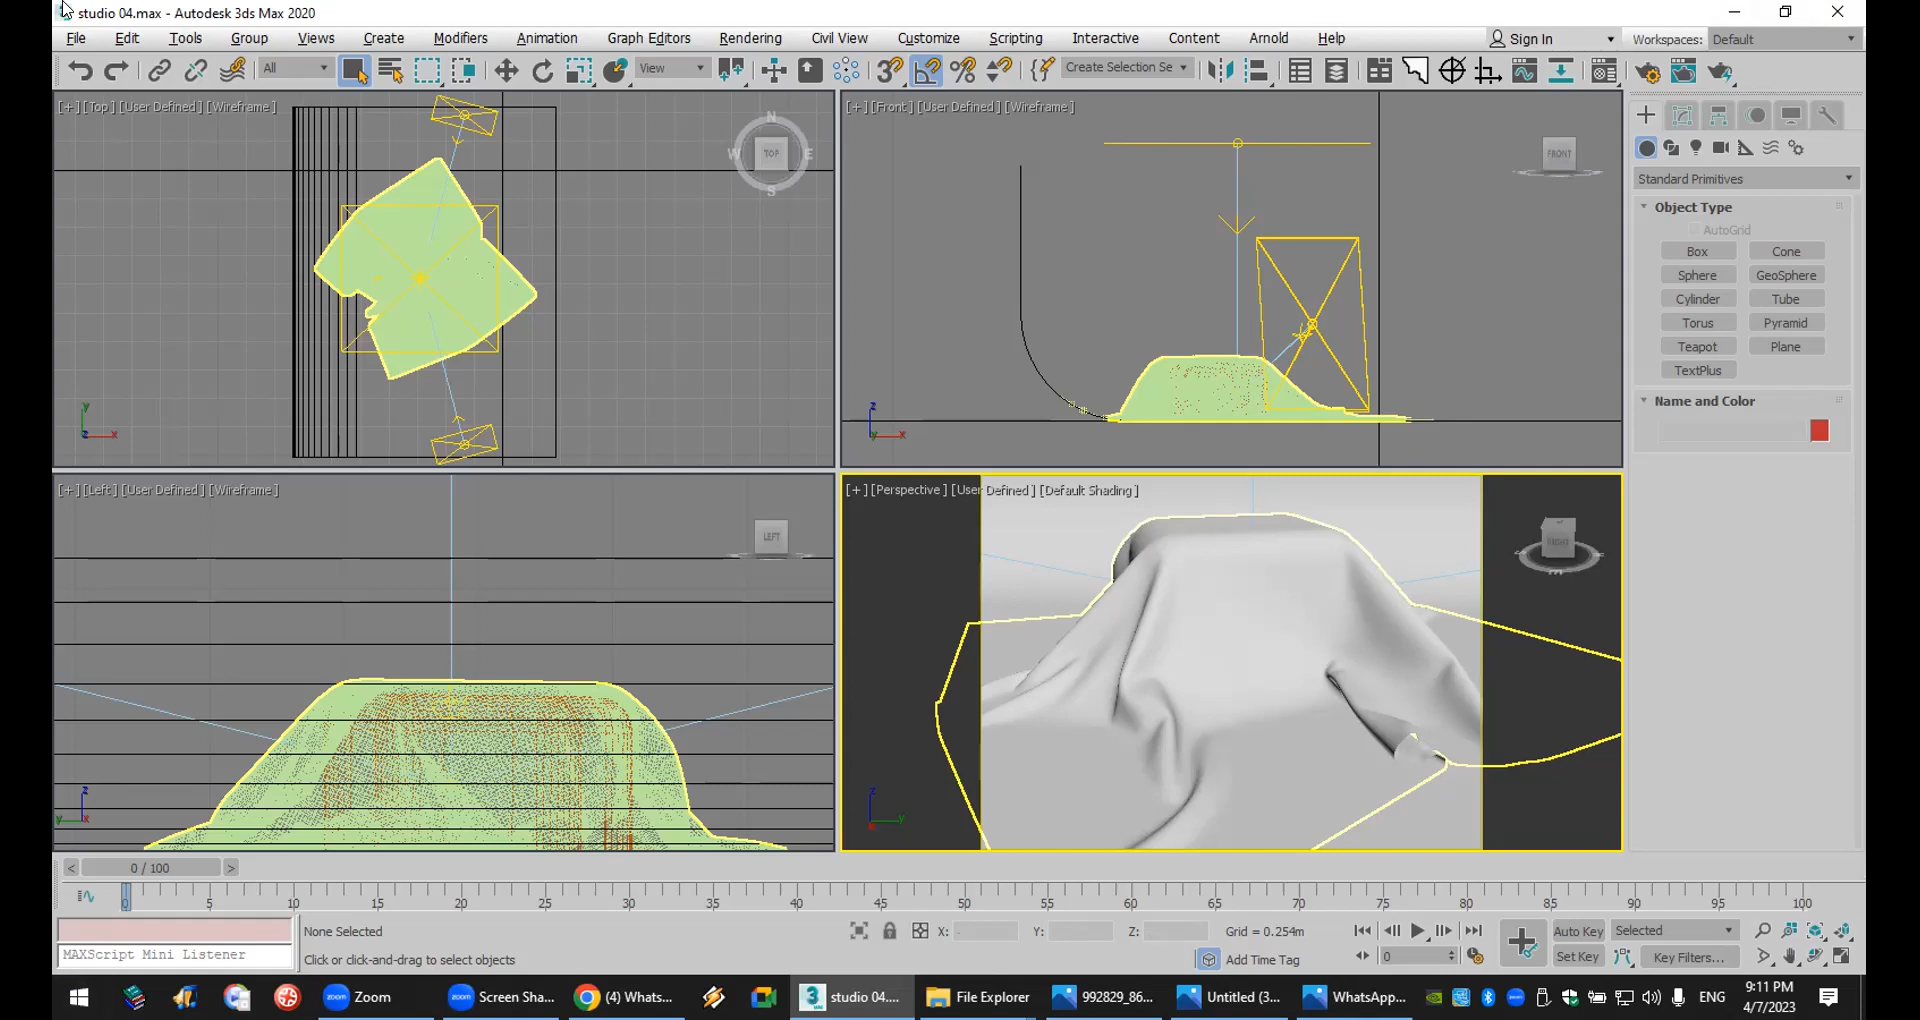 studio 04.max - Autodesk 3ds Max 2020
File Edit Tools Group Views Create Modifiers Animation Graph Editors Rendering Civil View Customize Scripting Interactive Content Arnold Help Sign In Workspaces: Default
All View Create Selection Se
[+] [Top] [User Defined] [Wireframe]
N W TOP E S
y z x
[+] [Front] [User Defined] [Wireframe]
FRONT
z y x
[+] [Left] [User Defined] [Wireframe]
LEFT
z y x
[+] [Perspective] [User Defined] [Default Shading]
z x y
Standard Primitives
Object Type
AutoGrid
Box Cone
Sphere GeoSphere
Cylinder Tube
Torus Pyramid
Teapot Plane
TextPlus
Name and Color
< 0 / 100 >
0 5 10 15 20 25 30 35 40 45 50 55 60 65 70 75 80 85 90 95 100
None Selected X: Y: Z: Grid = 0.254m Auto Key Selected
MAXScript Mini Listener Click or click-and-drag to select objects Add Time Tag 0 Set Key Key Filters...
Zoom Screen Sha... (4) Whats... studio 04.... File Explorer 992829_86... Untitled (3... WhatsApp... ENG 9:11 PM
4/7/2023